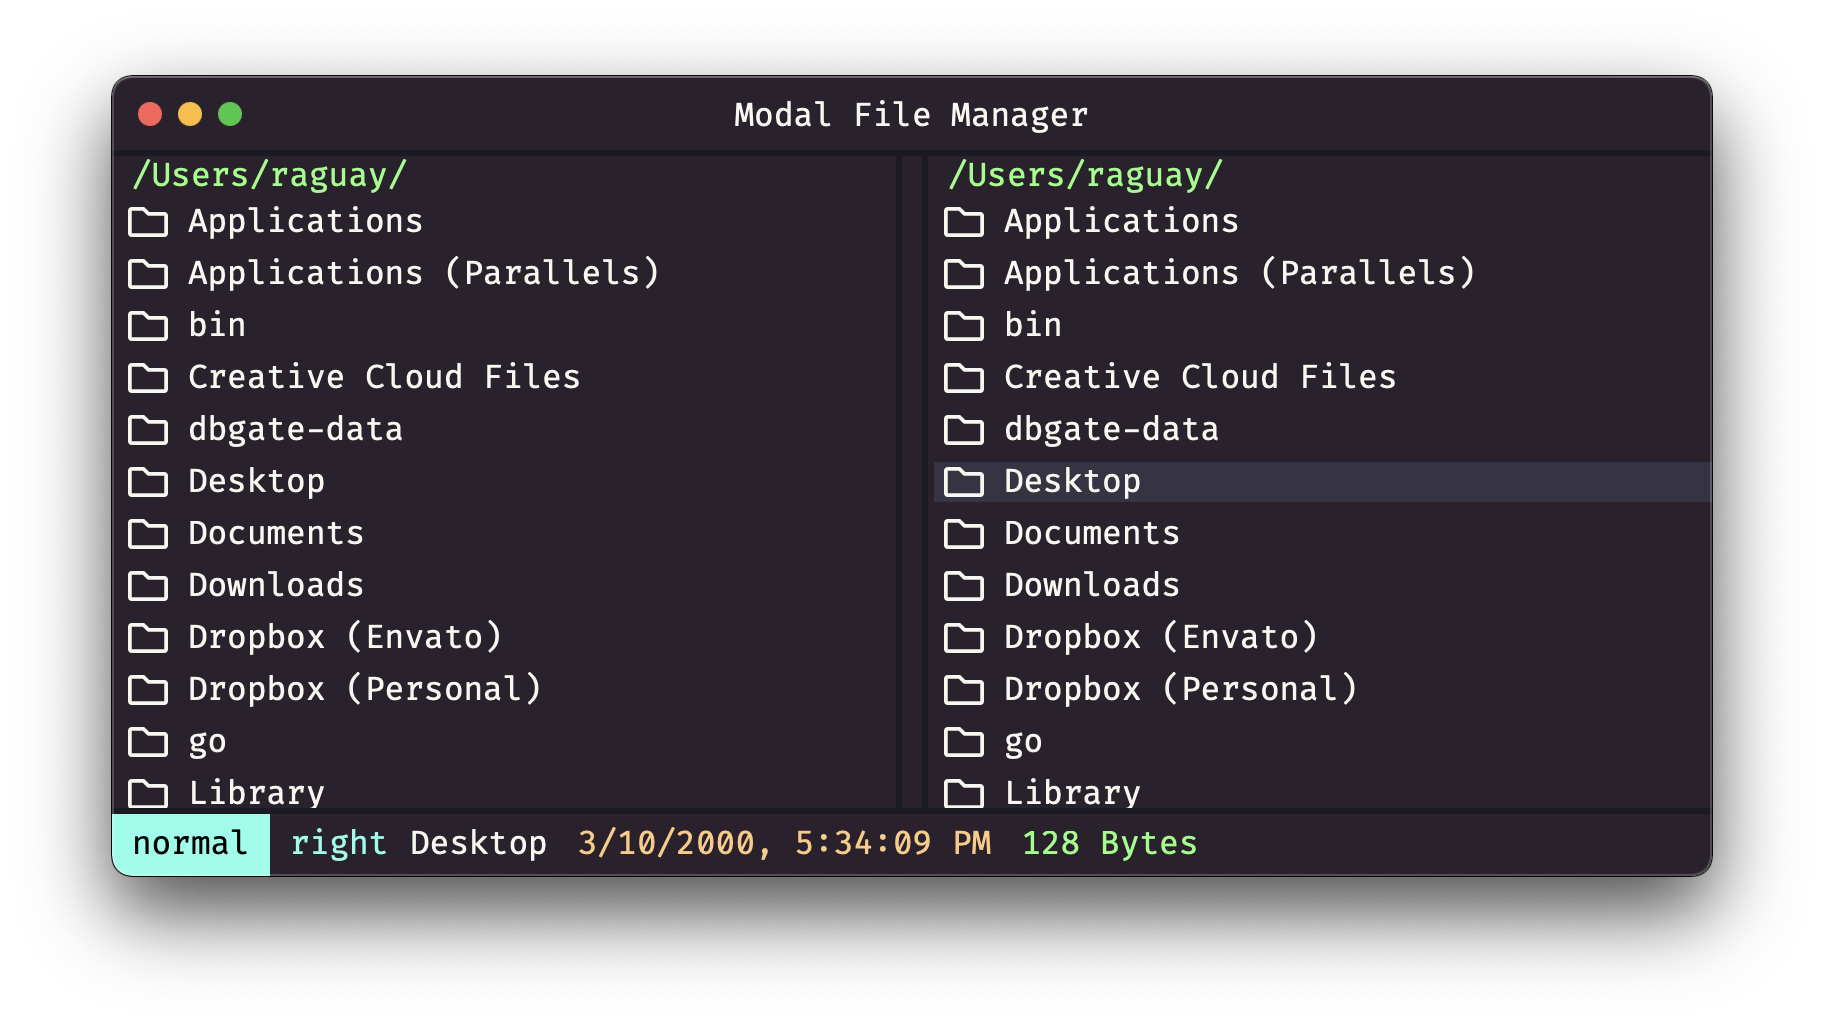 Modal File Manager
/Users/raguay/
Applications
Applications (Parallels)
bin
Creative Cloud Files
dbgate-data
Desktop
Documents
Downloads
Dropbox (Envato)
Dropbox (Personal)
go
Library
/Users/raguay/
Applications
Applications (Parallels)
bin
Creative Cloud Files
dbgate-data
Desktop
Documents
Downloads
Dropbox (Envato)
Dropbox (Personal)
go
Library
normal right Desktop 3/10/2000, 5:34:09 PM 128 Bytes